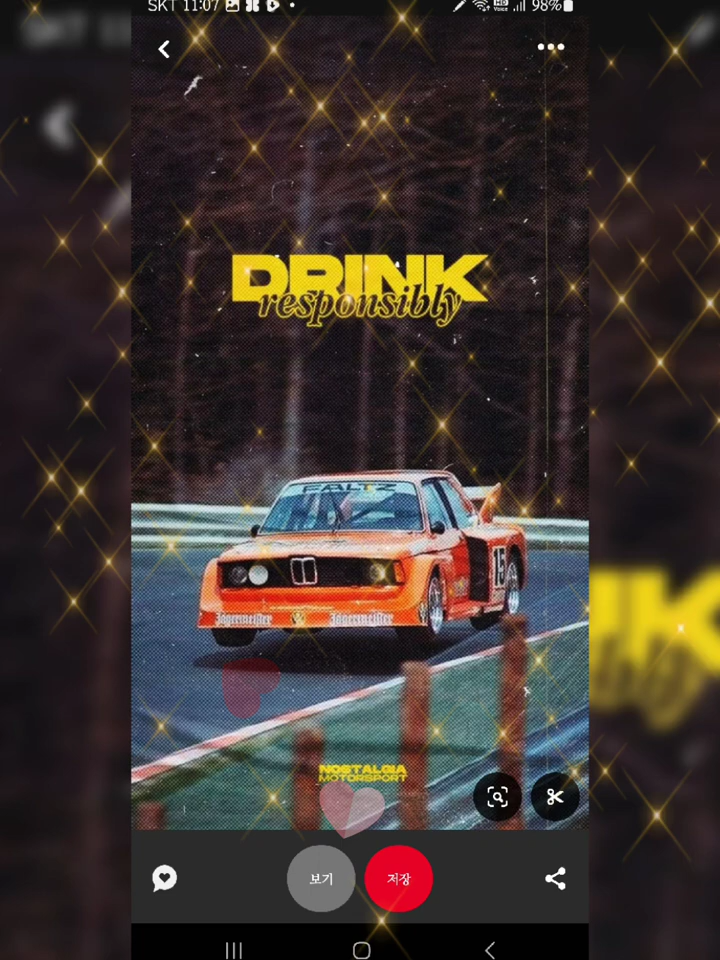 SKT 11:07
98%
DRINK
responsibly
FALTZ
15
Jägermeister
Jägermeister
NOSTALGIA
MOTORSPORT
보기
저장